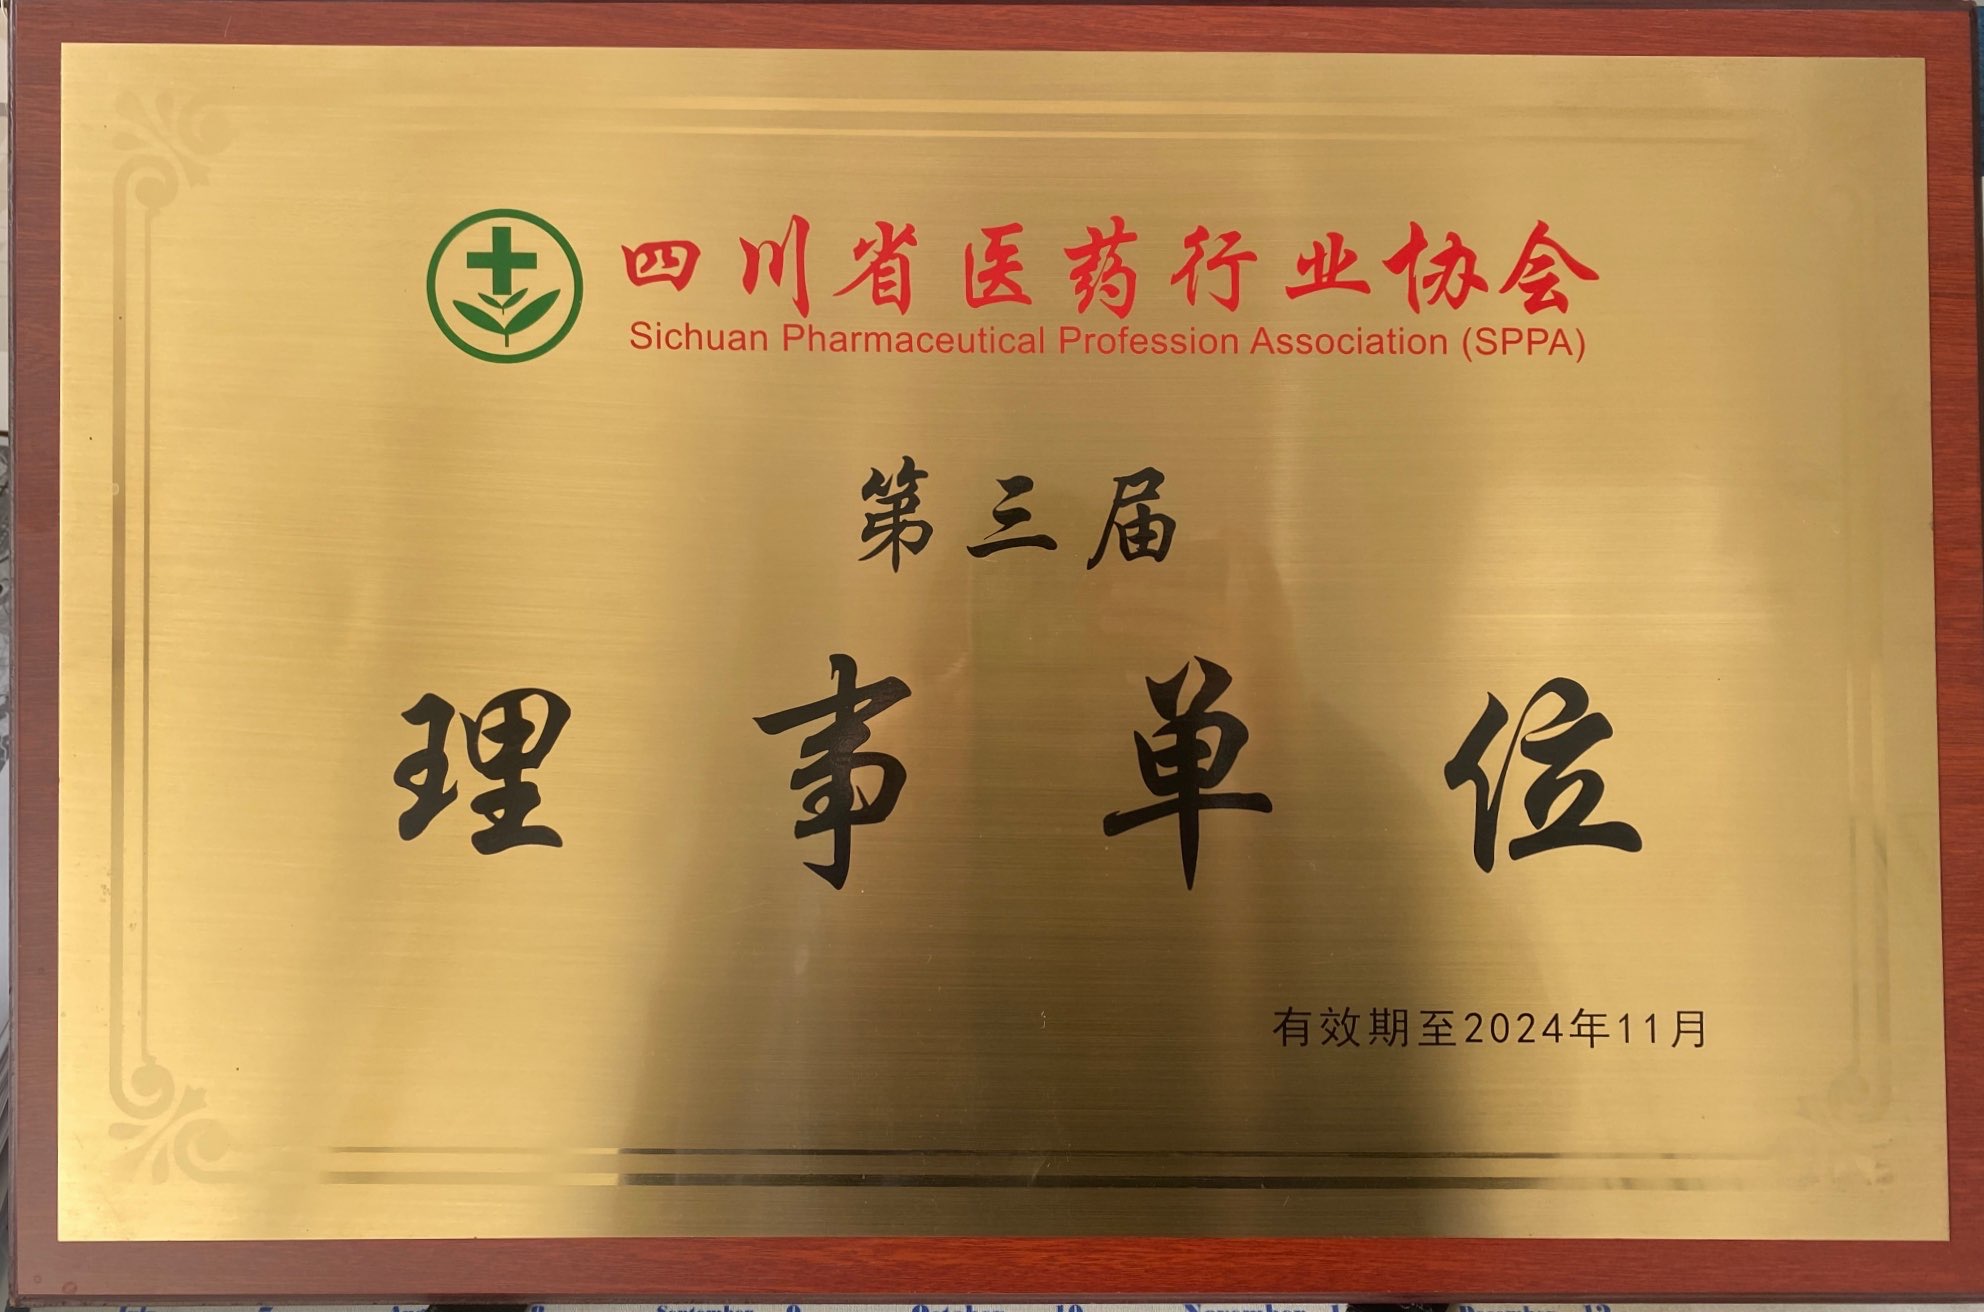 四川省医药行业协会
Sichuan Pharmaceutical Profession Association (SPPA)
第三届
理事单位
有效期至2024年11月